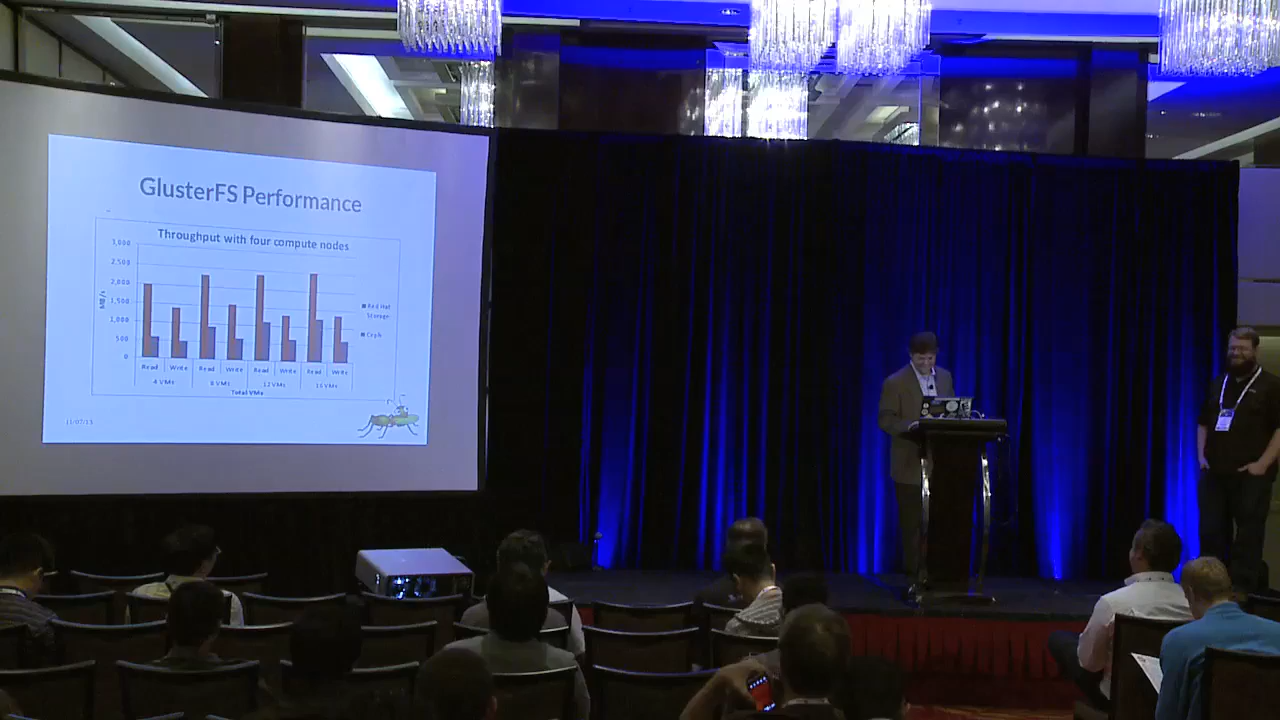 GlusterFS Performance
Throughput with four compute nodes
3,000
2,500
2,000
1,500
1,000
500
0
MB/s
Read Write Read Write Read Write Read Write
4 VMs 8 VMs 12 VMs 15 VMs
Total VMs
Red Hat
Storage
Ceph